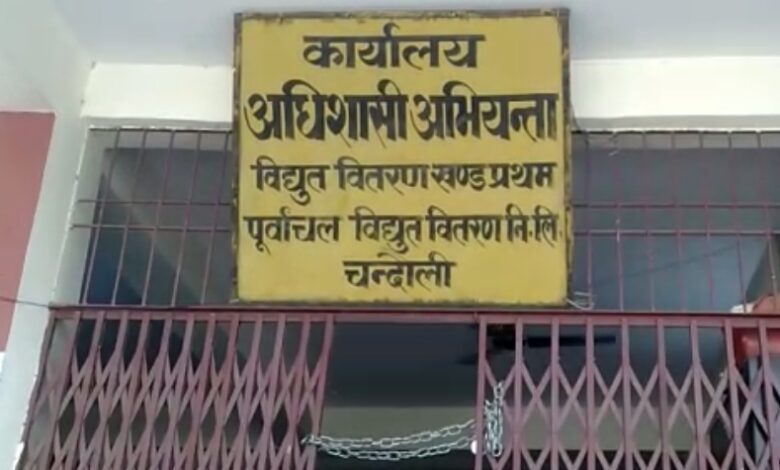 कार्यालय
अधिशासी अभियन्ता
विद्युत वितरण खण्ड प्रथम
पूर्वांचल विद्युत वितरण नि.लि.
चन्दौली